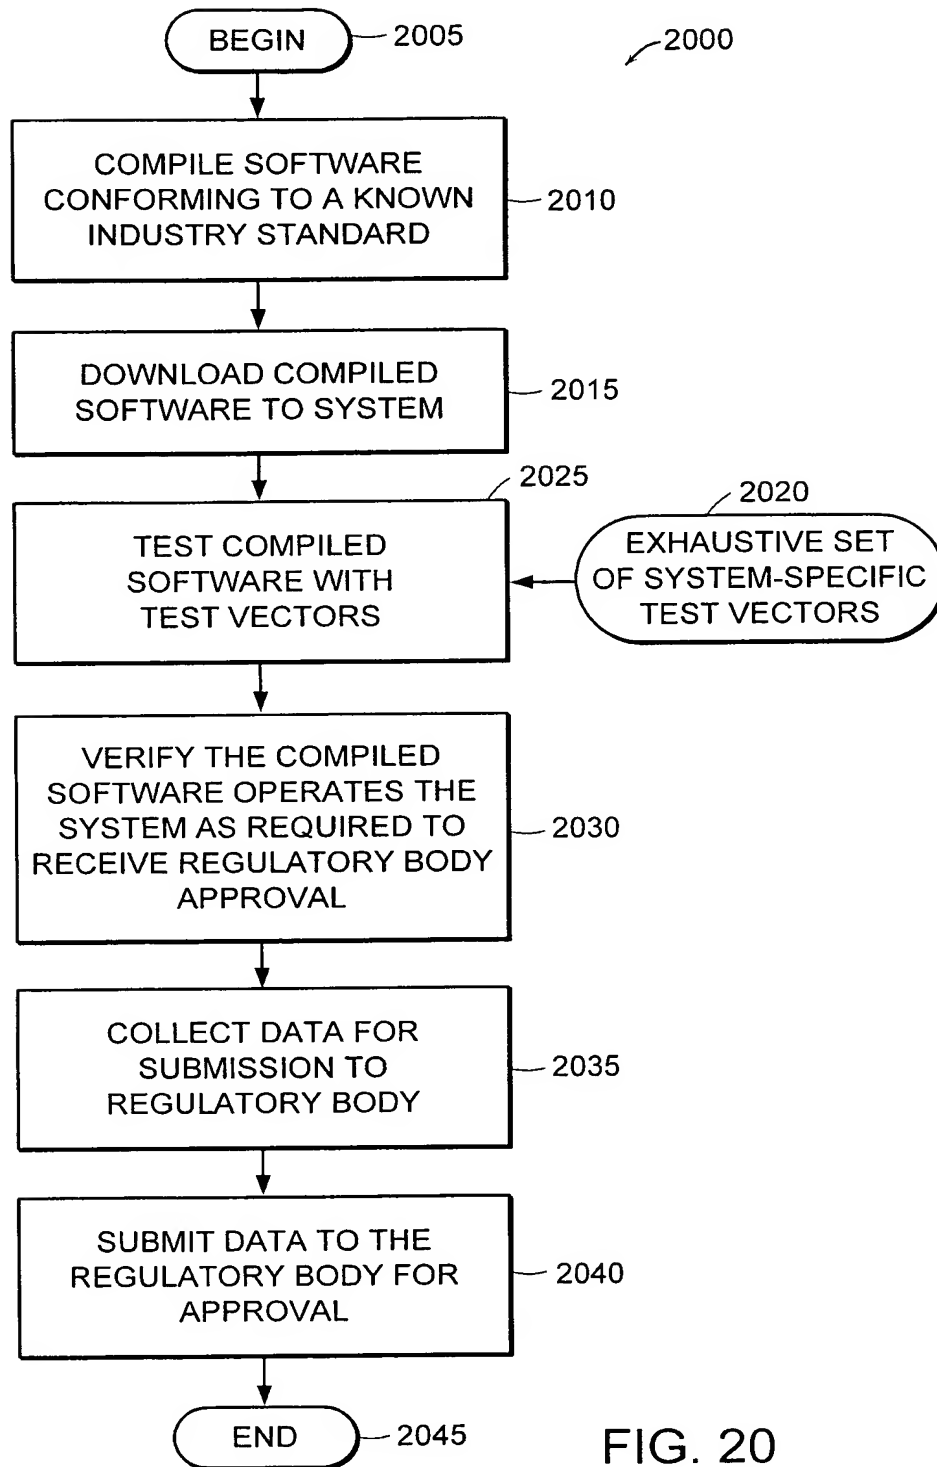 BEGIN
2005
2000
COMPILE SOFTWARE
CONFORMING TO A KNOWN
INDUSTRY STANDARD
2010
DOWNLOAD COMPILED
SOFTWARE TO SYSTEM
2015
2025
TEST COMPILED
SOFTWARE WITH
TEST VECTORS
2020
EXHAUSTIVE SET
OF SYSTEM-SPECIFIC
TEST VECTORS
VERIFY THE COMPILED
SOFTWARE OPERATES THE
SYSTEM AS REQUIRED TO
RECEIVE REGULATORY BODY
APPROVAL
2030
COLLECT DATA FOR
SUBMISSION TO
REGULATORY BODY
2035
SUBMIT DATA TO THE
REGULATORY BODY FOR
APPROVAL
2040
END
2045
FIG. 20